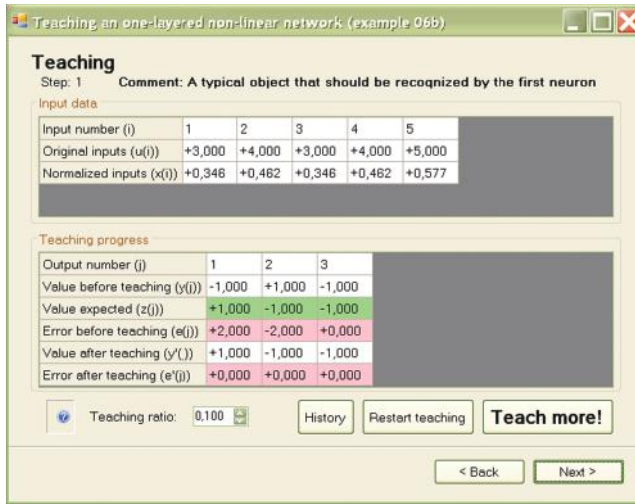 Teaching an one-layered non-linear network (example 06b)
Teaching
Step: 1 Comment: A typical object that should be recognized by the first neuron
Input data
Input number (i) 1 2 3 4 5
Original inputs (u(i)) +3,000 +4,000 +3,000 +4,000 +5,000
Normalized inputs (x(i)) +0,346 +0,462 +0,346 +0,462 +0,577
Teaching progress
Output number (j) 1 2 3
Value before teaching (y(j)) -1,000 +1,000 -1,000
Value expected (z(j)) +1,000 -1,000 -1,000
Error before teaching (e(j)) +2,000 -2,000 +0,000
Value after teaching (y'(j)) +1,000 -1,000 -1,000
Error after teaching (e'(j)) +0,000 +0,000 +0,000
Teaching ratio: 0,100 History Restart teaching Teach more!
< Back Next >